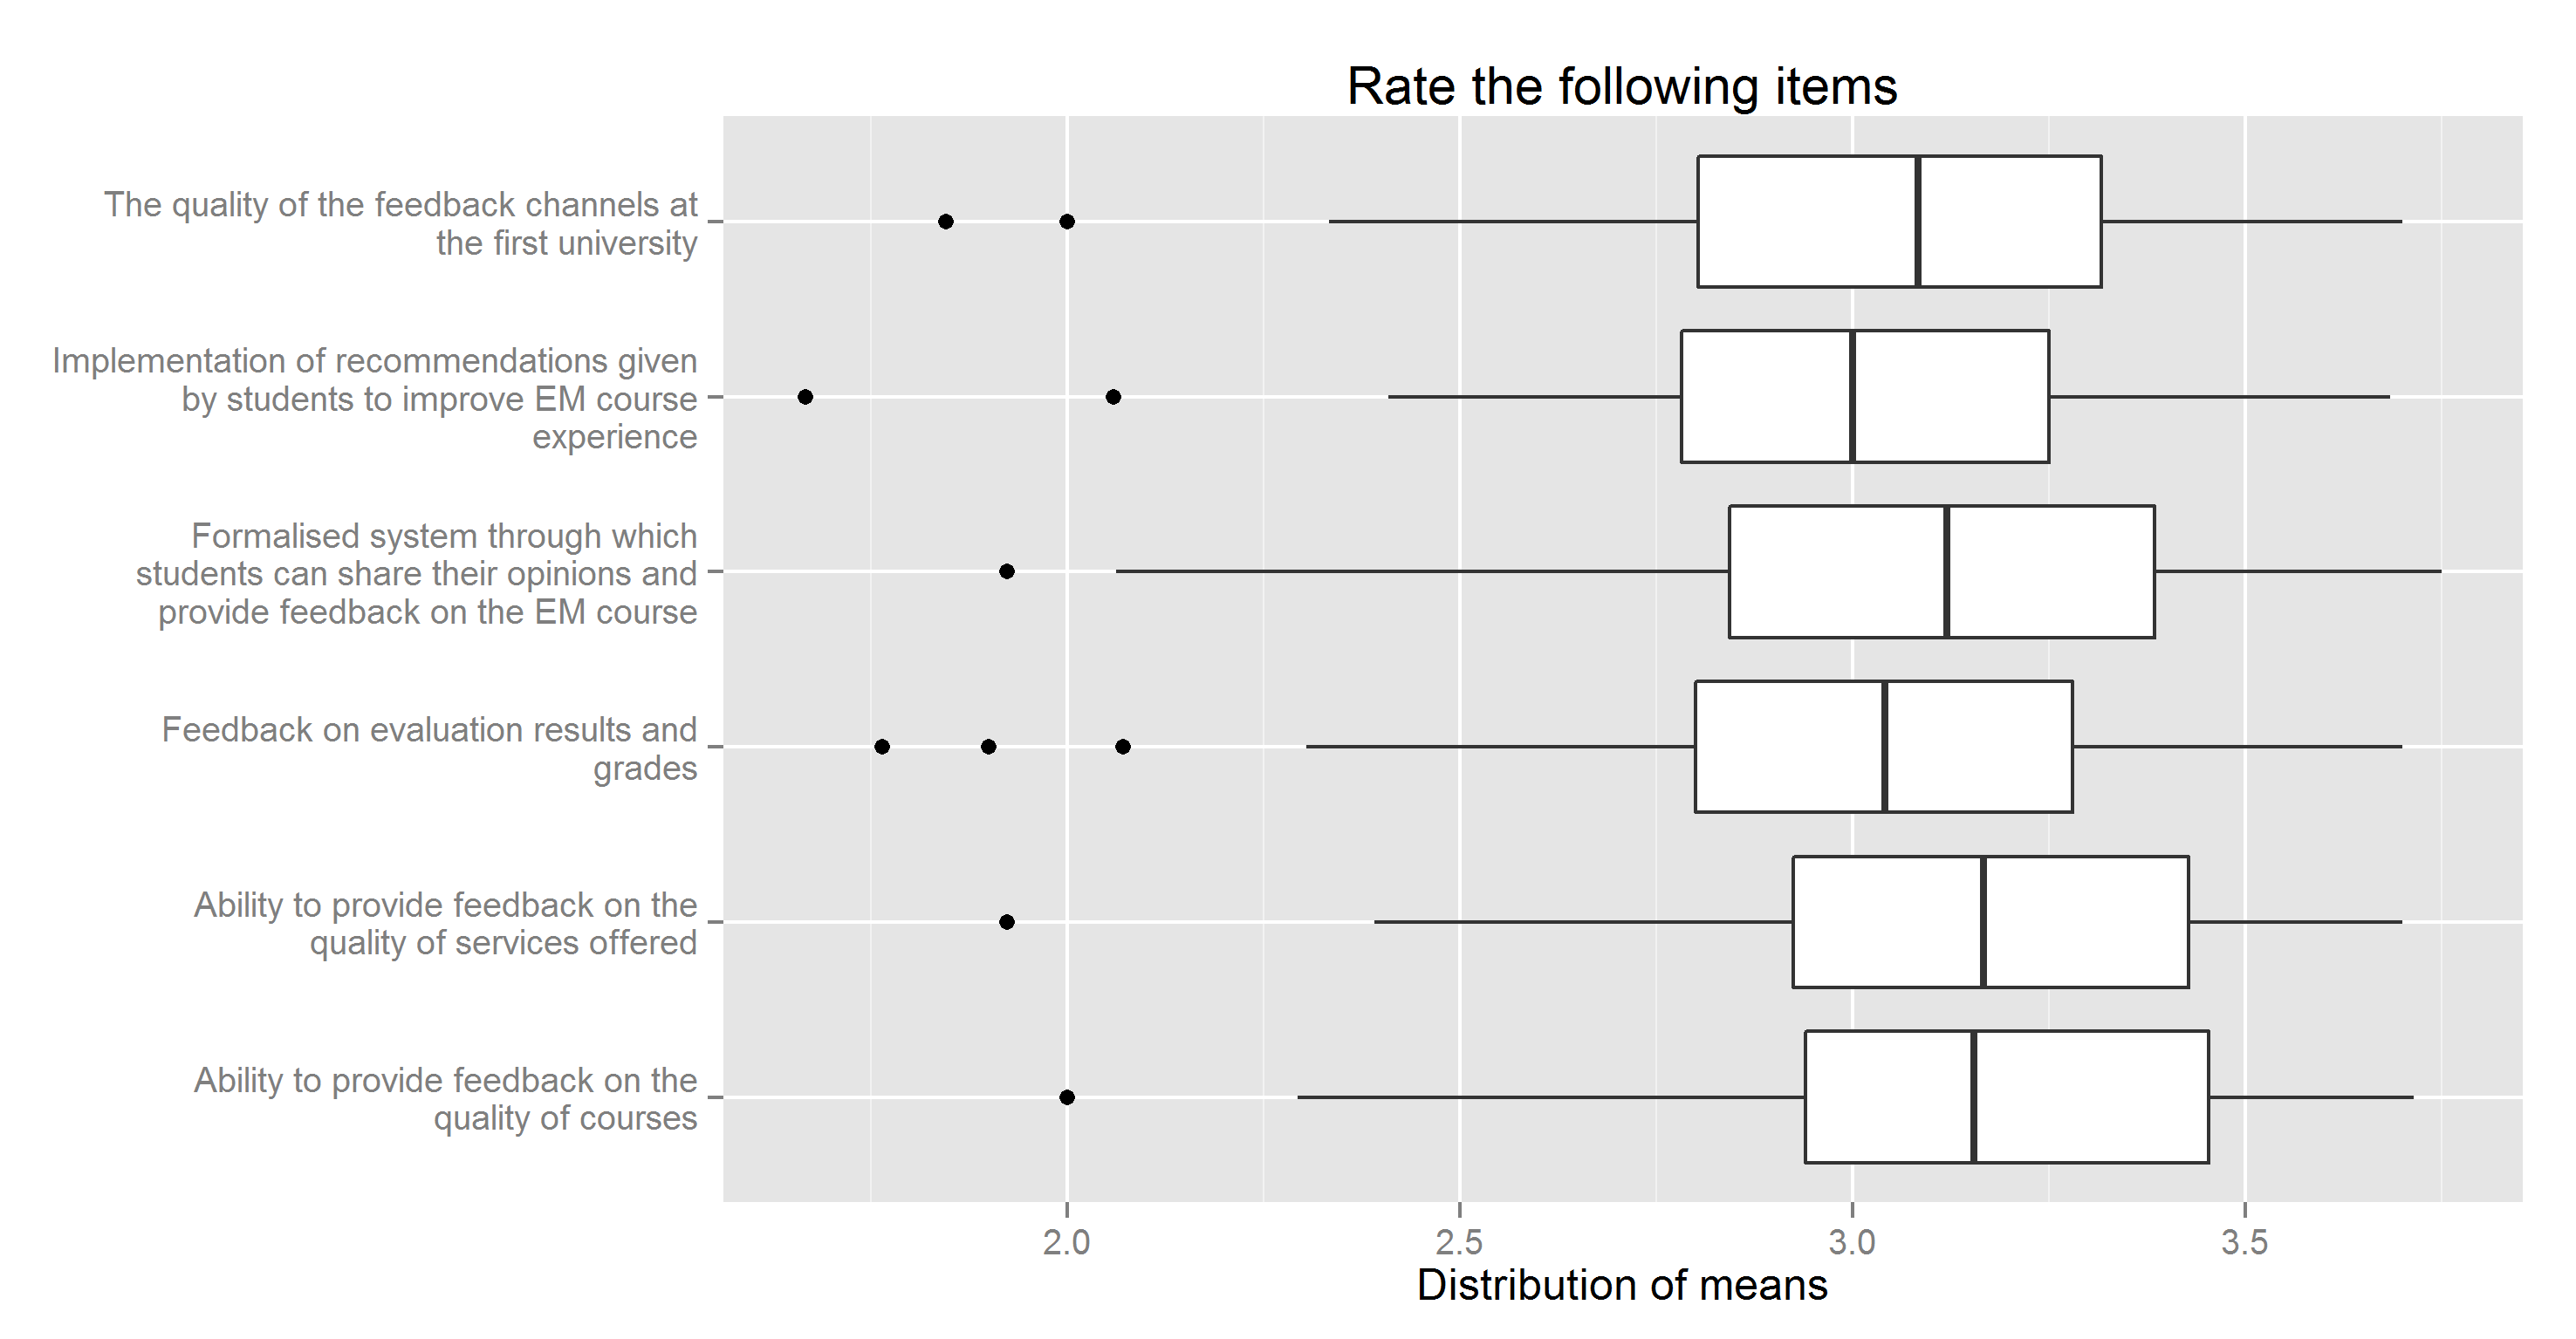 Rate the following items
The quality of the feedback channels at
the first university
Implementation of recommendations given
by students to improve EM course
experience
Formalised system through which
students can share their opinions and
provide feedback on the EM course
Feedback on evaluation results and
grades
Ability to provide feedback on the
quality of services offered
Ability to provide feedback on the
quality of courses
2.0 2.5 3.0 3.5
Distribution of means